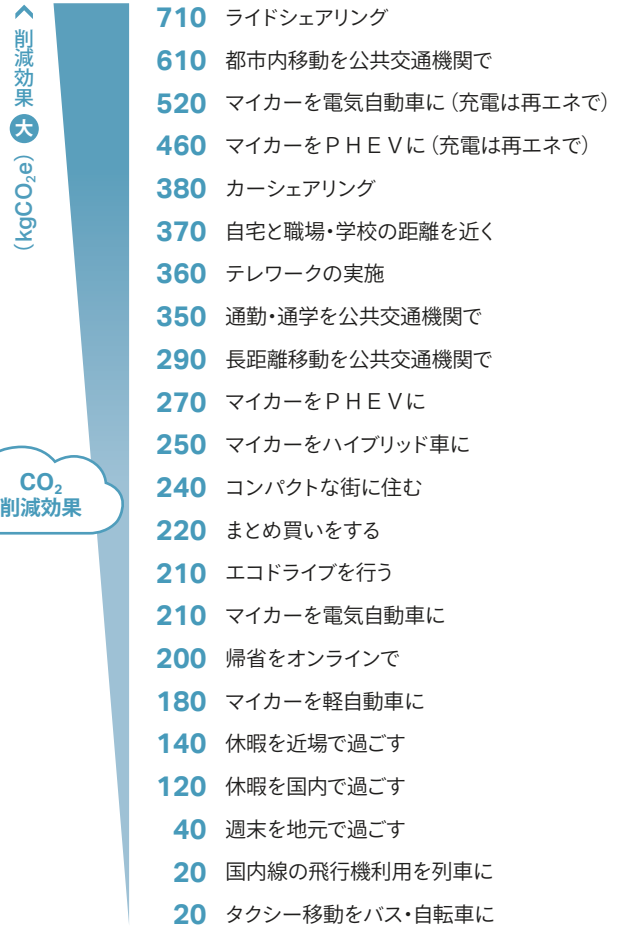 削減効果 大 (kgCO₂e)
CO₂
削減効果
710 ライドシェアリング
610 都市内移動を公共交通機関で
520 マイカーを電気自動車に（充電は再エネで）
460 マイカーをＰＨＥＶに（充電は再エネで）
380 カーシェアリング
370 自宅と職場・学校の距離を近く
360 テレワークの実施
350 通勤・通学を公共交通機関で
290 長距離移動を公共交通機関で
270 マイカーをＰＨＥＶに
250 マイカーをハイブリッド車に
240 コンパクトな街に住む
220 まとめ買いをする
210 エコドライブを行う
210 マイカーを電気自動車に
200 帰省をオンラインで
180 マイカーを軽自動車に
140 休暇を近場で過ごす
120 休暇を国内で過ごす
40 週末を地元で過ごす
20 国内線の飛行機利用を列車に
20 タクシー移動をバス・自転車に